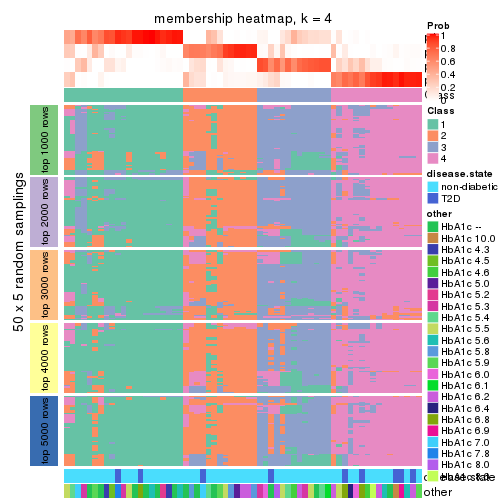 membership heatmap, k = 4
50 x 5 random samplings
top 1000 rows
top 2000 rows
top 3000 rows
top 4000 rows
top 5000 rows
Prob
1
0.8
0.6
0.4
0.2
0
Class
1
2
3
4
disease.state
non-diabetic
T2D
other
HbA1c --
HbA1c 10.0
HbA1c 4.3
HbA1c 4.5
HbA1c 4.6
HbA1c 5.0
HbA1c 5.2
HbA1c 5.3
HbA1c 5.4
HbA1c 5.5
HbA1c 5.6
HbA1c 5.8
HbA1c 5.9
HbA1c 6.0
HbA1c 6.1
HbA1c 6.2
HbA1c 6.4
HbA1c 6.8
HbA1c 6.9
HbA1c 7.0
HbA1c 7.8
HbA1c 8.0
other